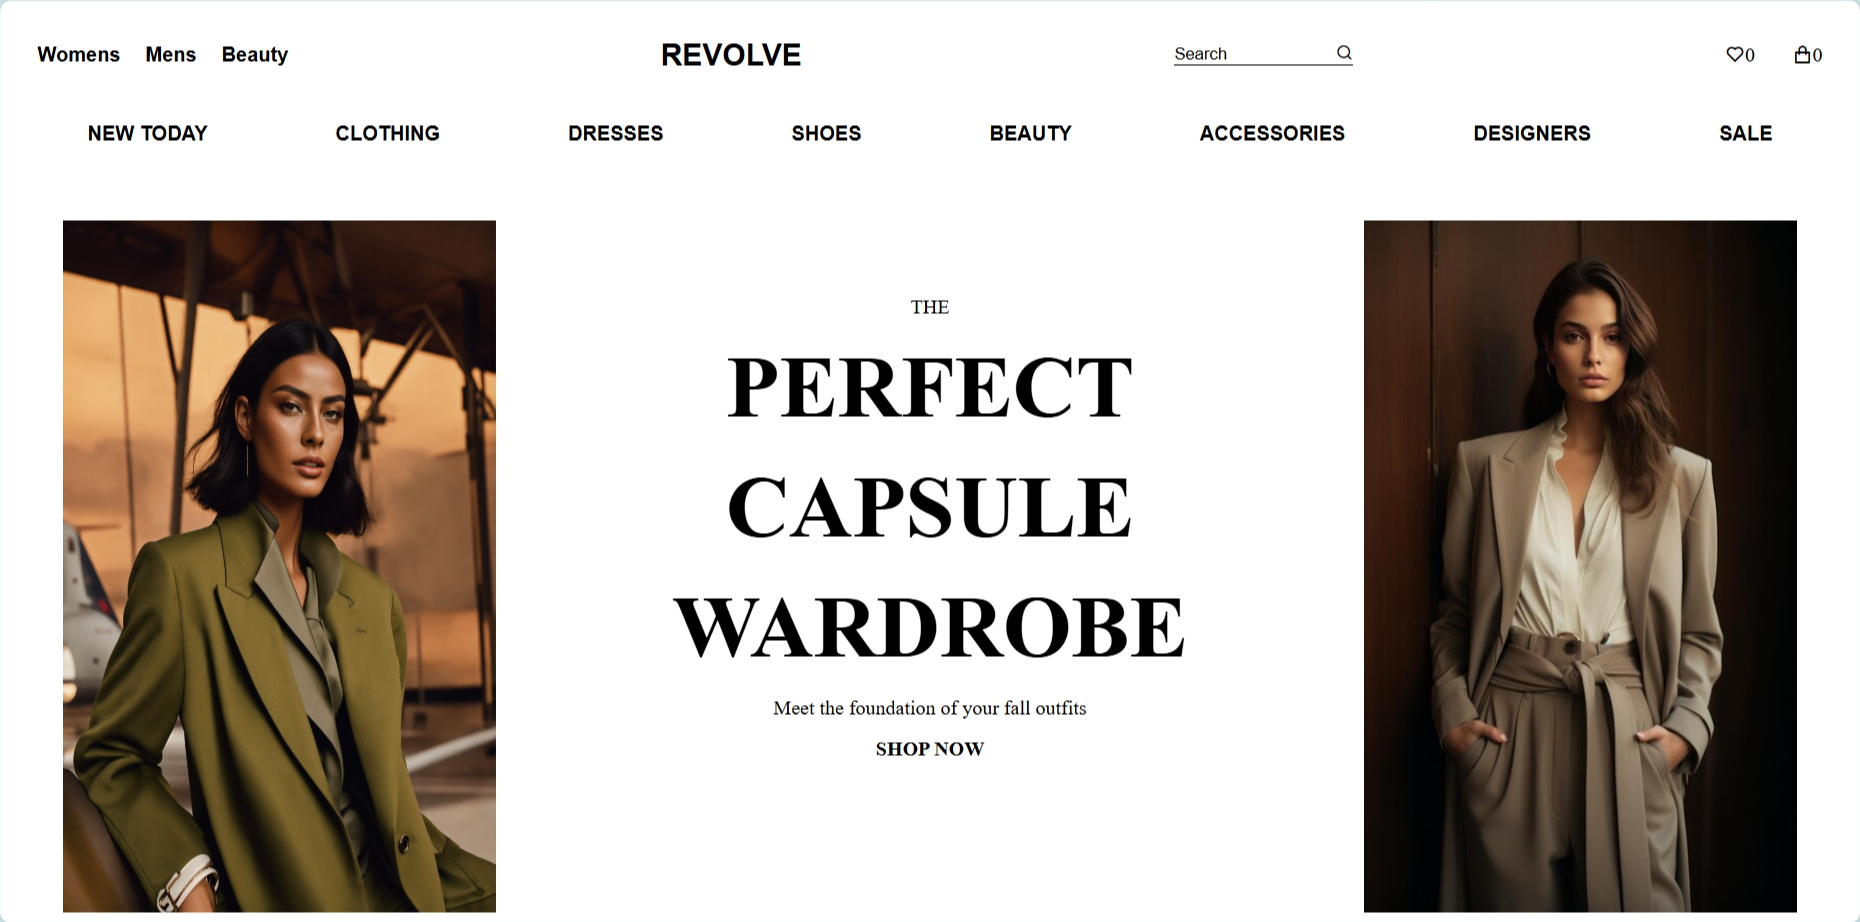 Womens Mens Beauty REVOLVE Search 0 0
NEW TODAY CLOTHING DRESSES SHOES BEAUTY ACCESSORIES DESIGNERS SALE
THE
PERFECT
CAPSULE
WARDROBE
Meet the foundation of your fall outfits
SHOP NOW